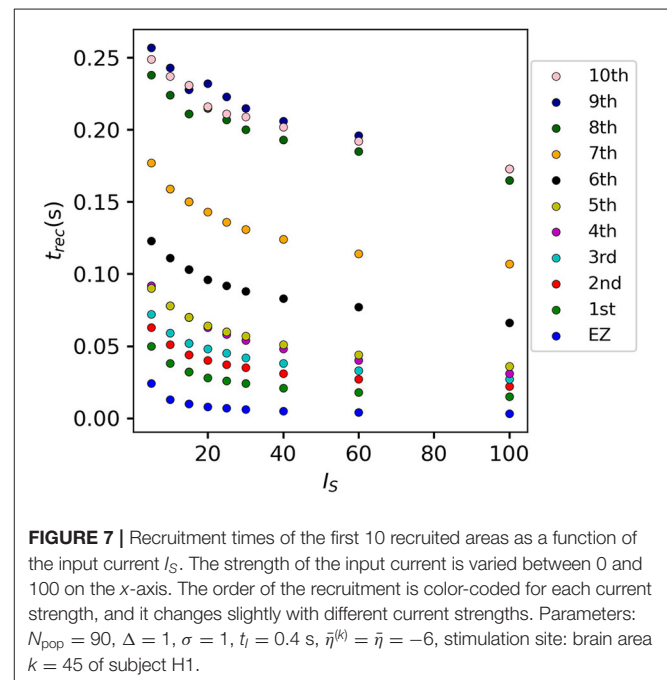 0.25
0.20
0.15
0.10
0.05
0.00
t_rec(s)
20
40
60
80
100
I_S
10th
9th
8th
7th
6th
5th
4th
3rd
2nd
1st
EZ
FIGURE 7 | Recruitment times of the first 10 recruited areas as a function of
the input current I_S. The strength of the input current is varied between 0 and
100 on the x-axis. The order of the recruitment is color-coded for each current
strength, and it changes slightly with different current strengths. Parameters:
N_pop = 90, Δ = 1, σ = 1, t_I = 0.4 s, η̄^(k) = η̄ = −6, stimulation site: brain area
k = 45 of subject H1.